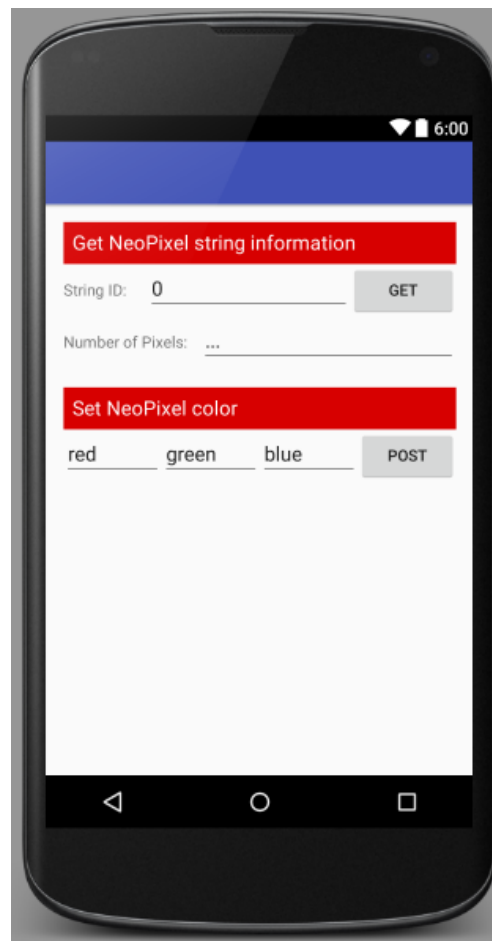 6:00
Get NeoPixel string information
String ID: 0 GET
Number of Pixels: ...
Set NeoPixel color
red green blue POST